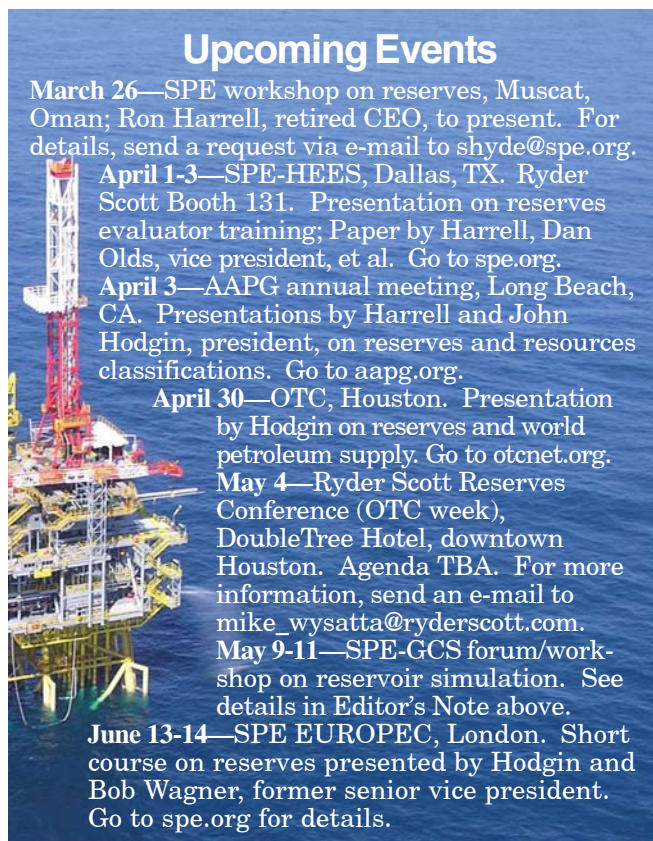 Upcoming Events
March 26—SPE workshop on reserves, Muscat,
Oman; Ron Harrell, retired CEO, to present.  For
details, send a request via e-mail to shyde@spe.org.
April 1-3—SPE-HEES, Dallas, TX.  Ryder
Scott Booth 131.  Presentation on reserves
evaluator training; Paper by Harrell, Dan
Olds, vice president, et al.  Go to spe.org.
April 3—AAPG annual meeting, Long Beach,
CA.  Presentations by Harrell and John
Hodgin, president, on reserves and resources
classifications.  Go to aapg.org.
April 30—OTC, Houston.  Presentation
by Hodgin on reserves and world
petroleum supply. Go to otcnet.org.
May 4—Ryder Scott Reserves
Conference (OTC week),
DoubleTree Hotel, downtown
Houston.  Agenda TBA.  For more
information, send an e-mail to
mike_wysatta@ryderscott.com.
May 9-11—SPE-GCS forum/work-
shop on reservoir simulation.  See
details in Editor's Note above.
June 13-14—SPE EUROPEC, London.  Short
course on reserves presented by Hodgin and
Bob Wagner, former senior vice president.
Go to spe.org for details.